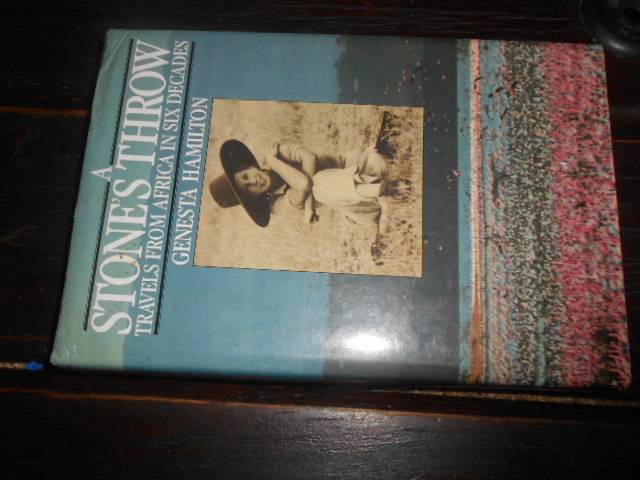 A
STONE'S THROW
TRAVELS FROM AFRICA IN SIX DECADES
GENESTA HAMILTON